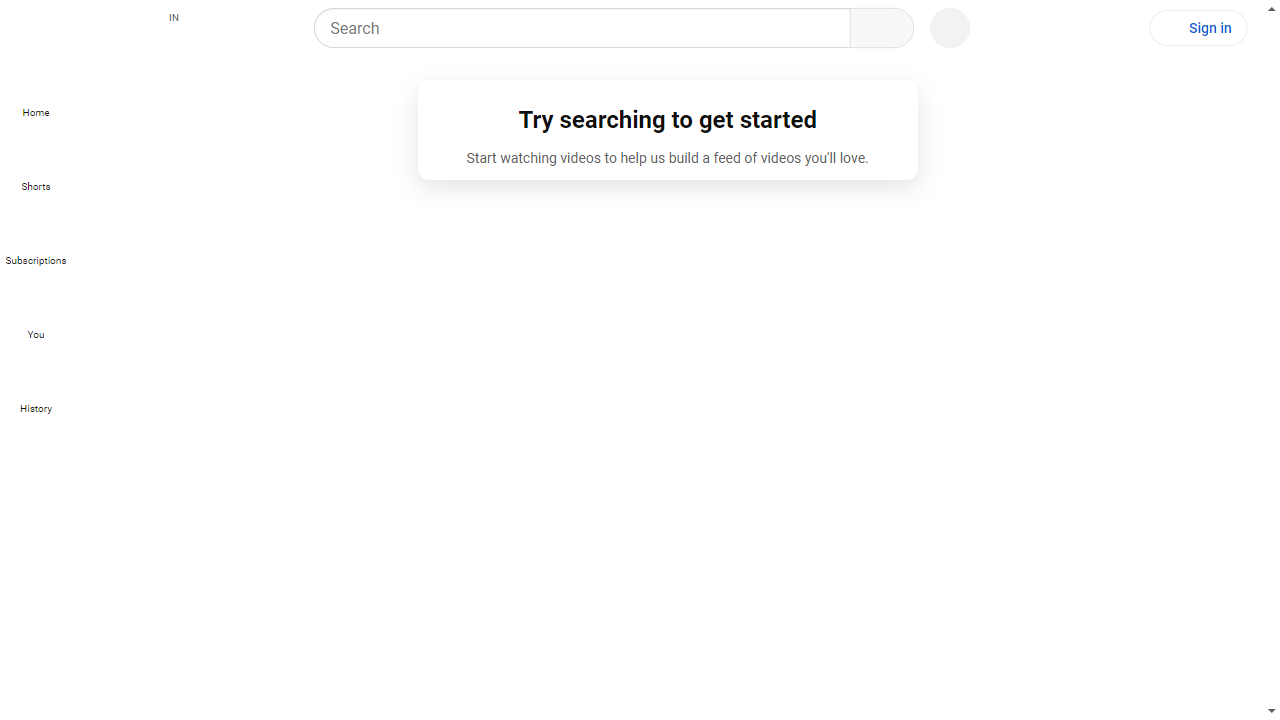 IN
Search
Sign in
Home
Shorts
Subscriptions
You
History
Try searching to get started
Start watching videos to help us build a feed of videos you'll love.